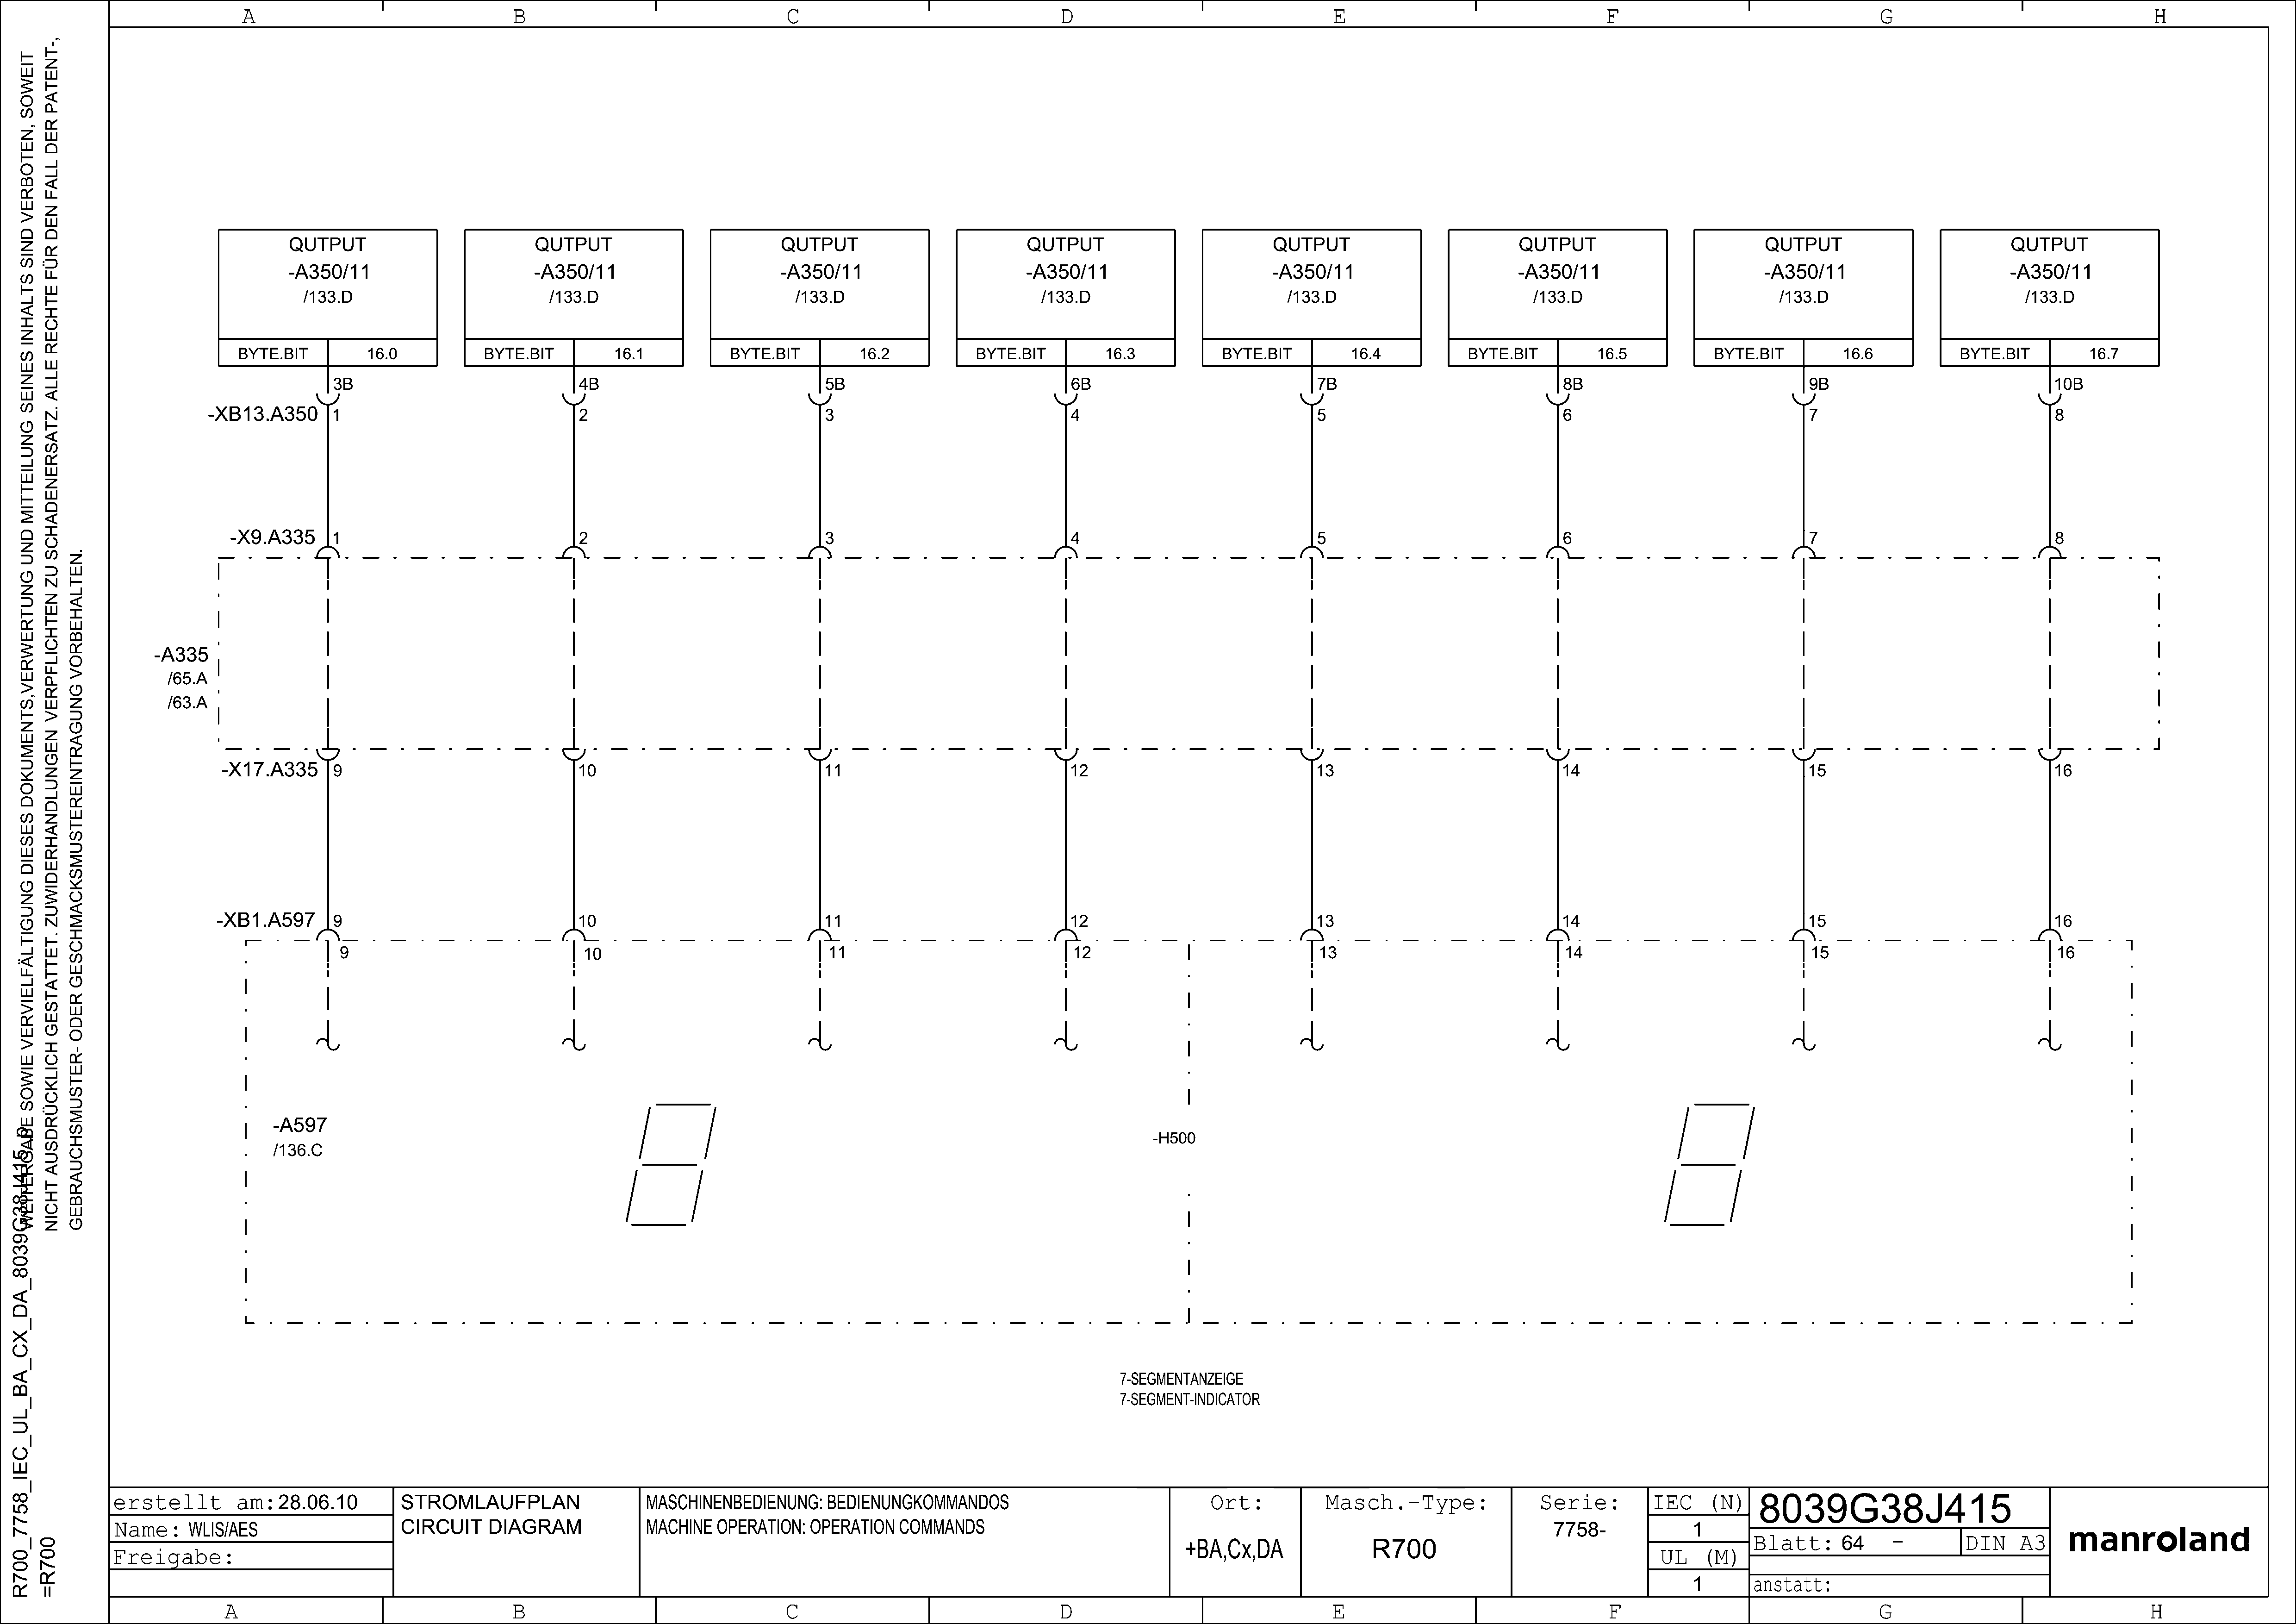 A B C D E F G H
WEITERGABE SOWIE VERVIELFÄLTIGUNG DIESES DOKUMENTS,VERWERTUNG UND MITTEILUNG SEINES INHALTS SIND VERBOTEN, SOWEIT
NICHT AUSDRÜCKLICH GESTATTET. ZUWIDERHANDLUNGEN VERPFLICHTEN ZU SCHADENERSATZ. ALLE RECHTE FÜR DEN FALL DER PATENT-,
GEBRAUCHSMUSTER- ODER GESCHMACKSMUSTEREINTRAGUNG VORBEHALTEN.
R700_7758_IEC_UL_BA_CX_DA_8039G38J415_p
=R700
QUTPUT QUTPUT QUTPUT QUTPUT QUTPUT QUTPUT QUTPUT QUTPUT
-A350/11 -A350/11 -A350/11 -A350/11 -A350/11 -A350/11 -A350/11 -A350/11
/133.D /133.D /133.D /133.D /133.D /133.D /133.D /133.D
BYTE.BIT 16.0 BYTE.BIT 16.1 BYTE.BIT 16.2 BYTE.BIT 16.3 BYTE.BIT 16.4 BYTE.BIT 16.5 BYTE.BIT 16.6 BYTE.BIT 16.7
3B 4B 5B 6B 7B 8B 9B 10B
-XB13.A350 1 2 3 4 5 6 7 8
-X9.A335 1 2 3 4 5 6 7 8
-A335
/65.A
/63.A
-X17.A335 9 10 11 12 13 14 15 16
-XB1.A597 9 10 11 12 13 14 15 16
9 10 11 12 13 14 15 16
-A597
/136.C
-H500
7-SEGMENTANZEIGE
7-SEGMENT-INDICATOR
erstellt am: 28.06.10
Name: WLIS/AES
Freigabe:
STROMLAUFPLAN
CIRCUIT DIAGRAM
MASCHINENBEDIENUNG: BEDIENUNGKOMMANDOS
MACHINE OPERATION: OPERATION COMMANDS
Ort:
+BA,Cx,DA
Masch.-Type:
R700
Serie:
7758-
IEC (N)
1
UL (M)
1
8039G38J415
Blatt: 64 - DIN A3
anstatt:
manroland
A B C D E F G H